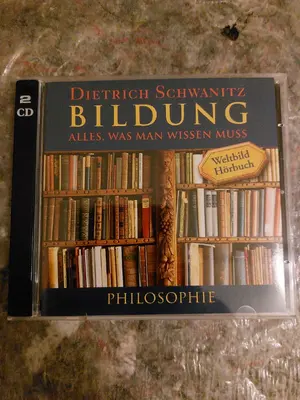 2
CD
DIETRICH SCHWANITZ
BILDUNG
ALLES, WAS MAN WISSEN MUSS
Weltbild
Hörbuch
PHILOSOPHIE